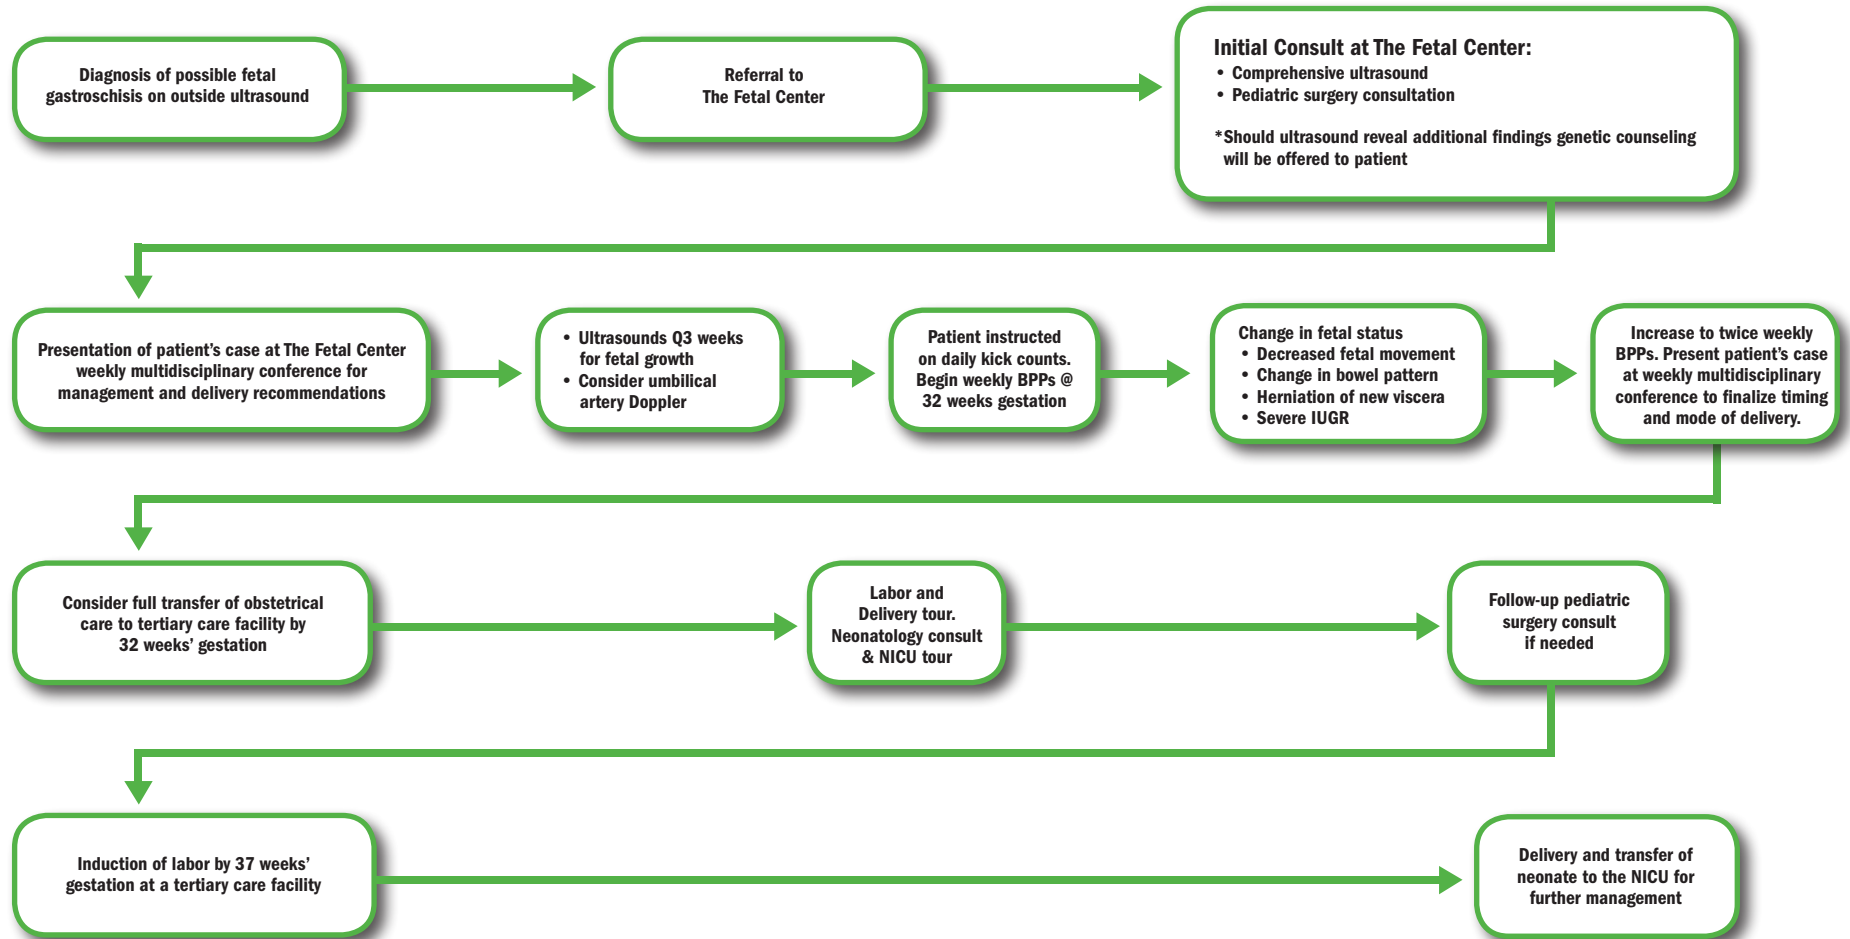 Diagnosis of possible fetal
gastroschisis on outside ultrasound
Referral to
The Fetal Center
Initial Consult at The Fetal Center:
• Comprehensive ultrasound
• Pediatric surgery consultation
*Should ultrasound reveal additional findings genetic counseling
will be offered to patient
Presentation of patient’s case at The Fetal Center
weekly multidisciplinary conference for
management and delivery recommendations
• Ultrasounds Q3 weeks
for fetal growth
• Consider umbilical
artery Doppler
Patient instructed
on daily kick counts.
Begin weekly BPPs @
32 weeks gestation
Change in fetal status
• Decreased fetal movement
• Change in bowel pattern
• Herniation of new viscera
• Severe IUGR
Increase to twice weekly
BPPs. Present patient’s case
at weekly multidisciplinary
conference to finalize timing
and mode of delivery.
Consider full transfer of obstetrical
care to tertiary care facility by
32 weeks’ gestation
Labor and
Delivery tour.
Neonatology consult
& NICU tour
Follow-up pediatric
surgery consult
if needed
Induction of labor by 37 weeks’
gestation at a tertiary care facility
Delivery and transfer of
neonate to the NICU for
further management